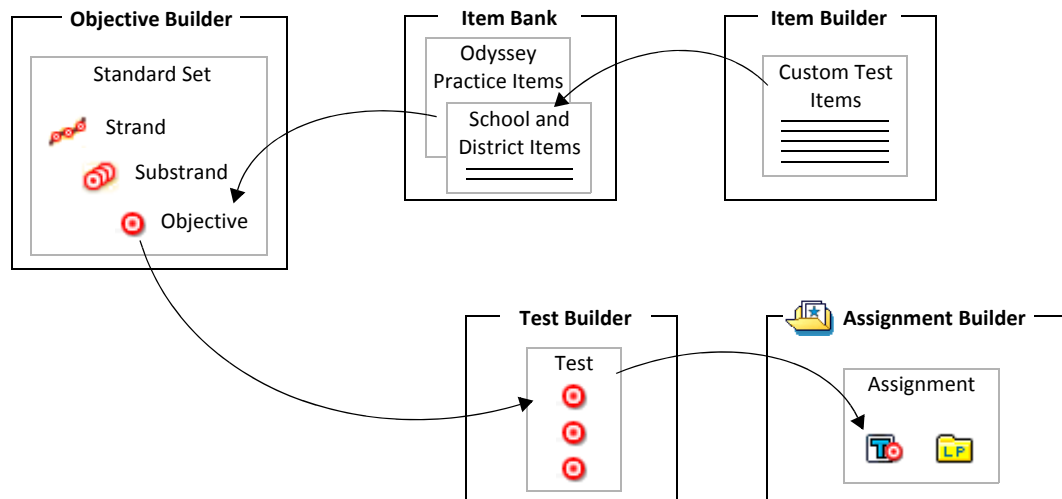 Objective Builder
Standard Set
Strand
Substrand
Objective
Item Bank
Odyssey
Practice Items
School and
District Items
Item Builder
Custom Test
Items
Test Builder
Test
Assignment Builder
Assignment
T
LP